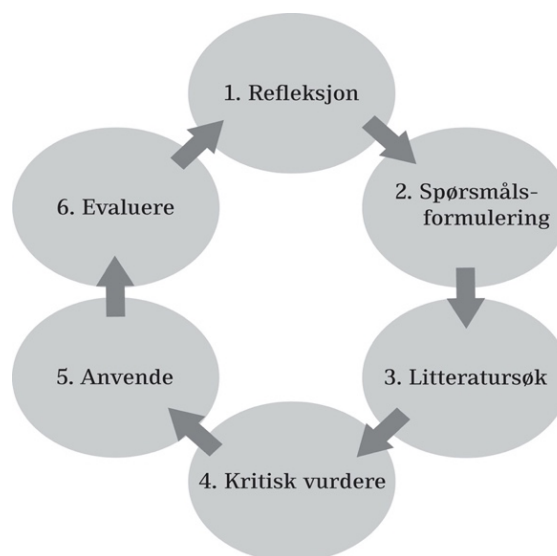 1. Refleksjon
2. Spørsmåls-
formulering
3. Litteratursøk
4. Kritisk vurdere
5. Anvende
6. Evaluere